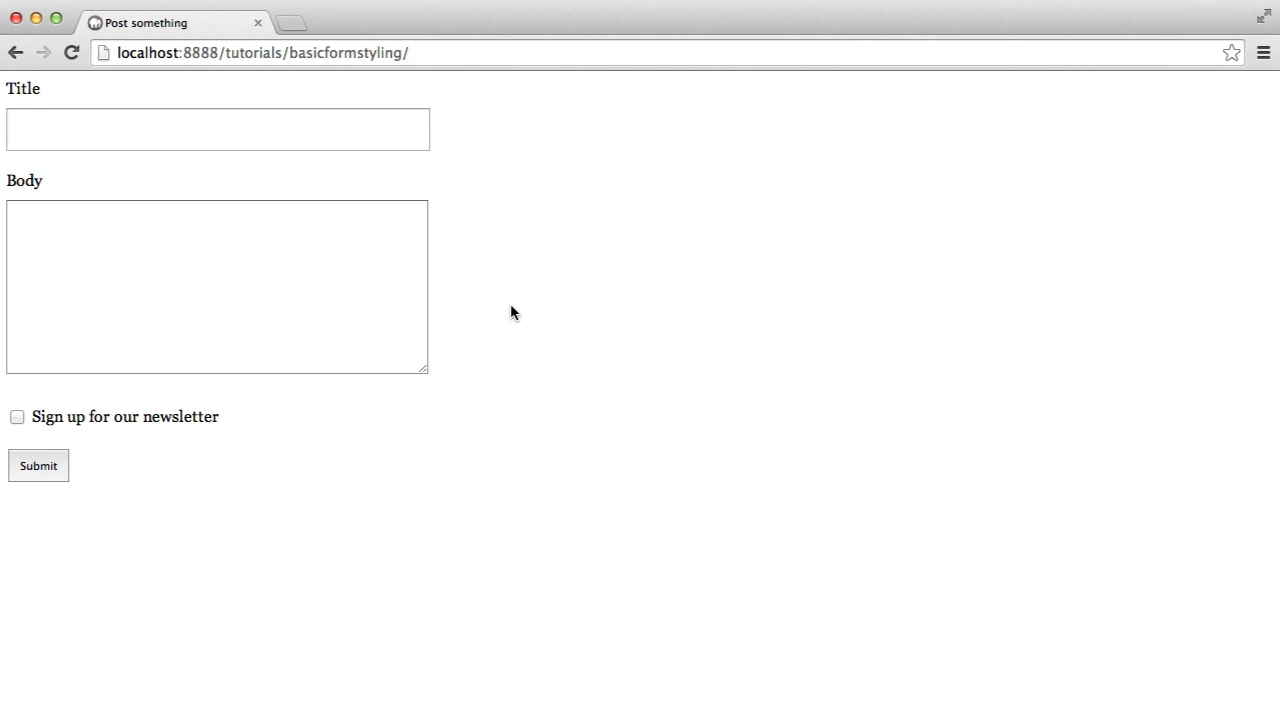 Post something
localhost:8888/tutorials/basicformstyling/
Title
Body
Sign up for our newsletter
Submit